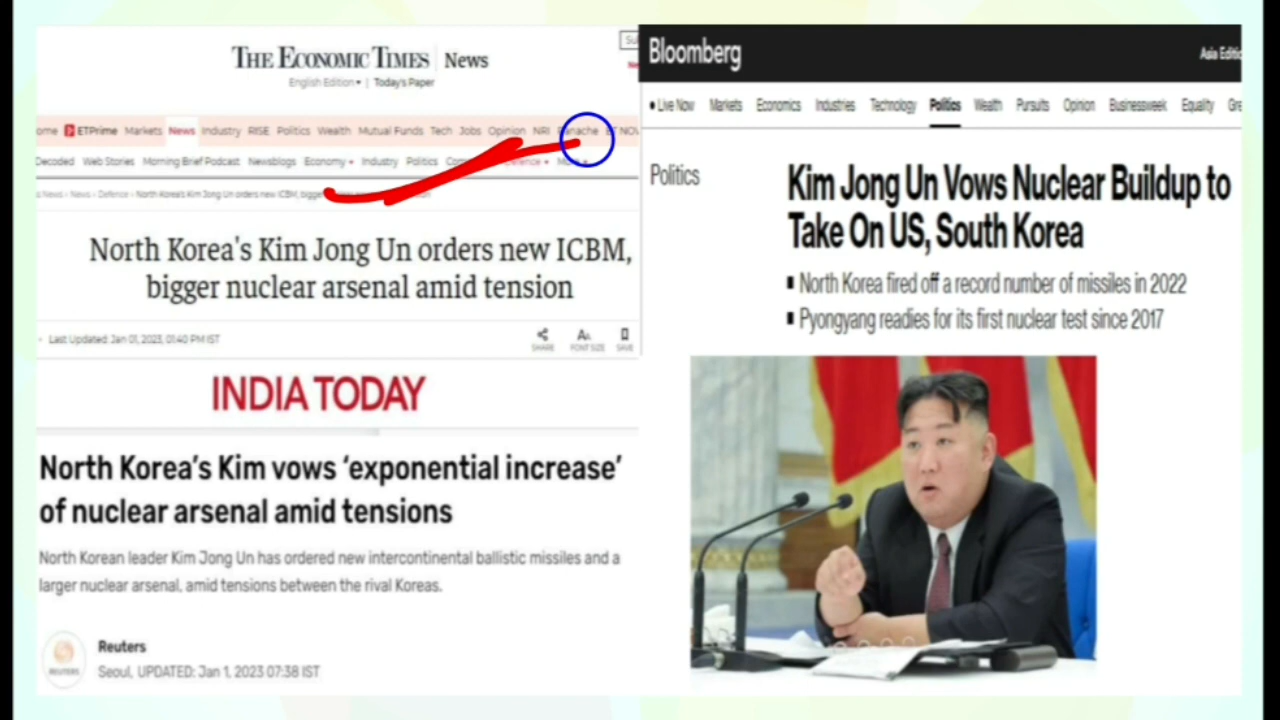 THE ECONOMIC TIMES News
English Edition | Today's Paper
ome ETPrime Markets News Industry RISE Politics Wealth Mutual Funds Tech Jobs Opinion NRI Panache ET NOW
Decoded Web Stories Morning Brief Podcast Newsblogs Economy Industry Politics
s News › News › Defence › North Korea's Kim Jong Un orders new ICBM, bigger
North Korea's Kim Jong Un orders new ICBM,
bigger nuclear arsenal amid tension
Last Updated: Jan 01, 2023, 01:40 PM IST
SHARE FONT SIZE SAVE
INDIA TODAY
North Korea's Kim vows ‘exponential increase’
of nuclear arsenal amid tensions
North Korean leader Kim Jong Un has ordered new intercontinental ballistic missiles and a
larger nuclear arsenal, amid tensions between the rival Koreas.
REUTERS
Reuters
Seoul, UPDATED: Jan 1, 2023 07:38 IST
Bloomberg
Asia Editio
Live Now Markets Economics Industries Technology Politics Wealth Pursuits Opinion Businessweek Equality Gre
Politics
Kim Jong Un Vows Nuclear Buildup to
Take On US, South Korea
North Korea fired off a record number of missiles in 2022
Pyongyang readies for its first nuclear test since 2017